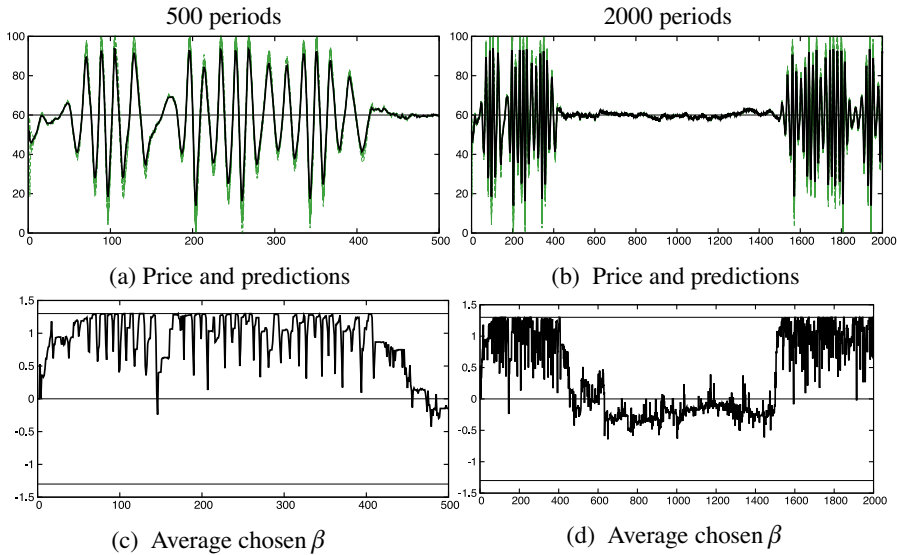 500 periods
2000 periods
100
80
60
40
20
0
0 100 200 300 400 500
100
80
60
40
20
0
0 200 400 600 800 1000 1200 1400 1600 1800 2000
(a) Price and predictions
(b) Price and predictions
1.5
1
0.5
0
-0.5
-1
-1.5
0 100 200 300 400 500
1.5
1
0.5
0
-0.5
-1
-1.5
0 200 400 600 800 1000 1200 1400 1600 1800 2000
(c) Average chosen β
(d) Average chosen β